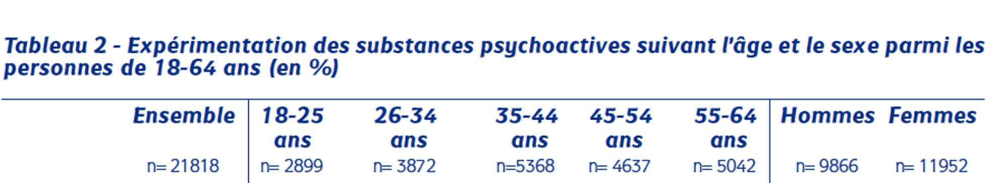 Tableau 2 - Expérimentation des substances psychoactives suivant l'âge et le sexe parmi les
personnes de 18-64 ans (en %)
Ensemble 18-25 26-34 35-44 45-54 55-64 Hommes Femmes
ans ans ans ans ans
n= 21818 n= 2899 n= 3872 n=5368 n= 4637 n= 5042 n= 9866 n= 11952